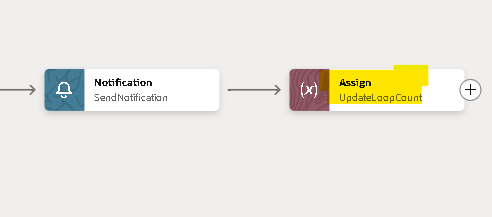 Notification
SendNotification
(x)
Assign
UpdateLoopCount